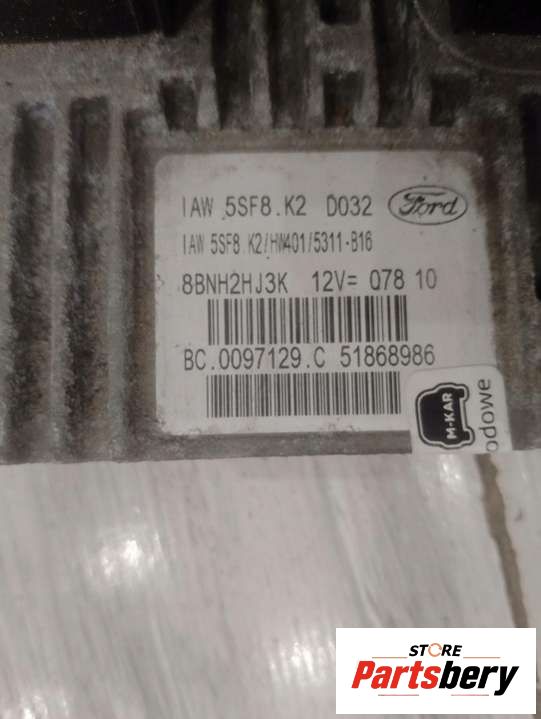 IAW 5SF8.K2 D032 Ford
IAW 5SF8.K2/HW401/5311-B16
8BNH2HJ3K 12V= 078 10
BC.0097129.C 51868986
M-KAR
odowe
STORE
Partsbery